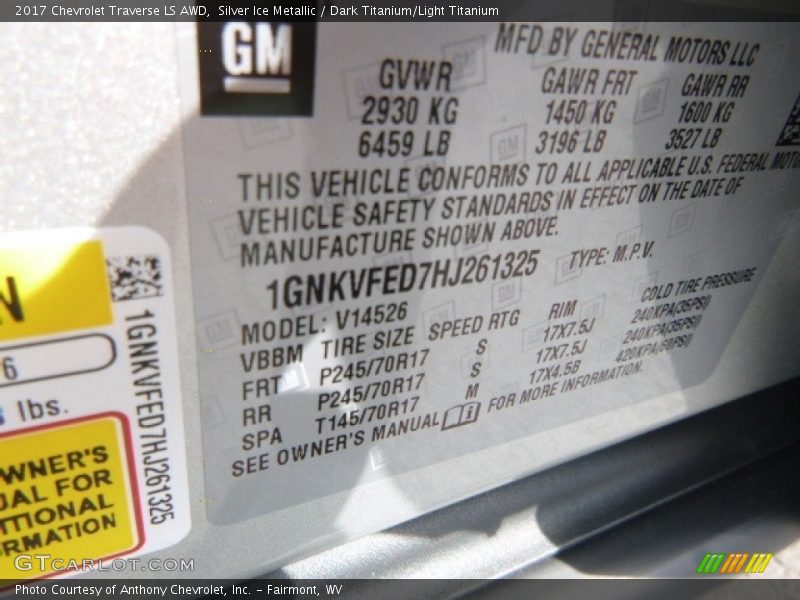 2017 Chevrolet Traverse LS AWD, Silver Ice Metallic / Dark Titanium/Light Titanium
GM
MFD BY GENERAL MOTORS LLC
GVWR GAWR FRT GAWR RR
2930 KG 1450 KG 1600 KG
6459 LB 3196 LB 3527 LB
THIS VEHICLE CONFORMS TO ALL APPLICABLE U.S. FEDERAL MOTO
VEHICLE SAFETY STANDARDS IN EFFECT ON THE DATE OF
MANUFACTURE SHOWN ABOVE.
1GNKVFED7HJ261325 TYPE: M.P.V.
MODEL: V14526
VBBM TIRE SIZE SPEED RTG RIM COLD TIRE PRESSURE
FRT P245/70R17 S 17X7.5J 240KPA(35PSI)
RR P245/70R17 S 17X7.5J 240KPA(35PSI)
SPA T145/70R17 M 17X4.5B 420KPA(60PSI)
SEE OWNER'S MANUAL FOR MORE INFORMATION.
N
6
lbs.
WNER'S
UAL FOR
ITIONAL
RMATION
1GNKVFED7HJ261325
GTCARLOT.COM
Photo Courtesy of Anthony Chevrolet, Inc. – Fairmont, WV